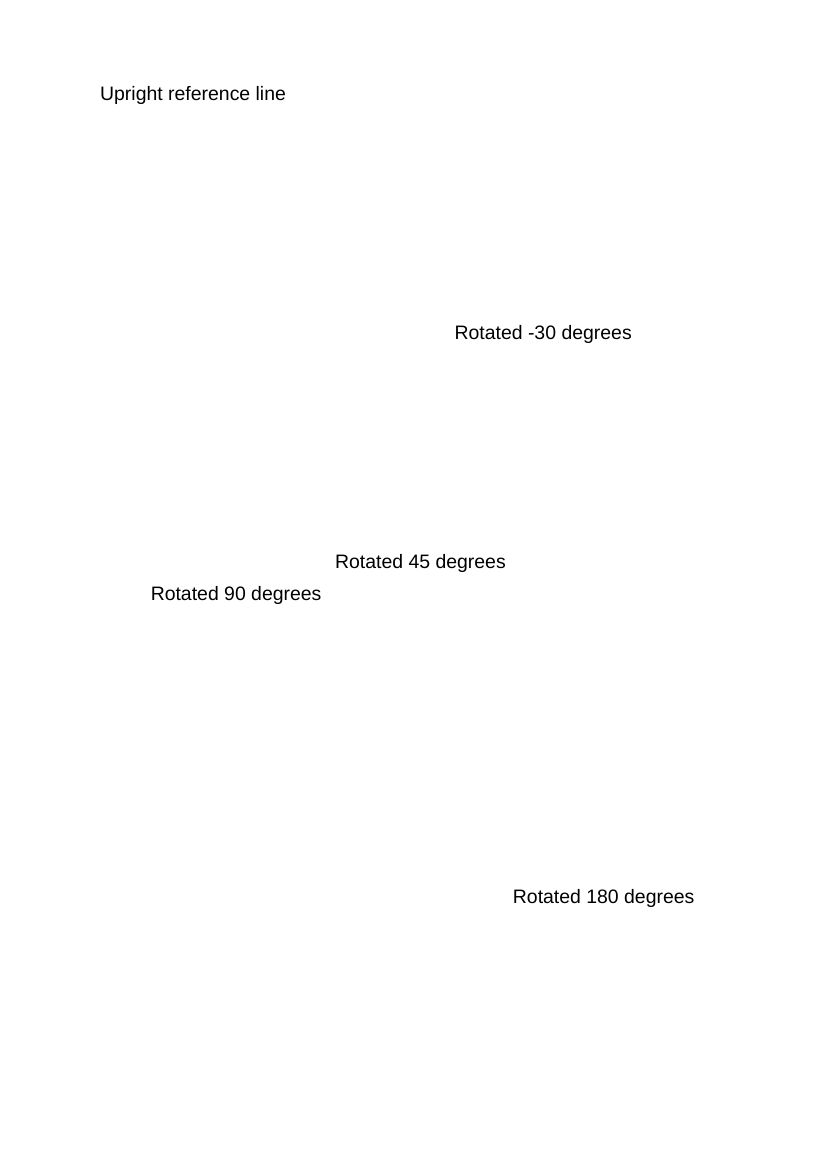 Upright reference line
Rotated -30 degrees
Rotated 45 degrees
Rotated 90 degrees
Rotated 180 degrees